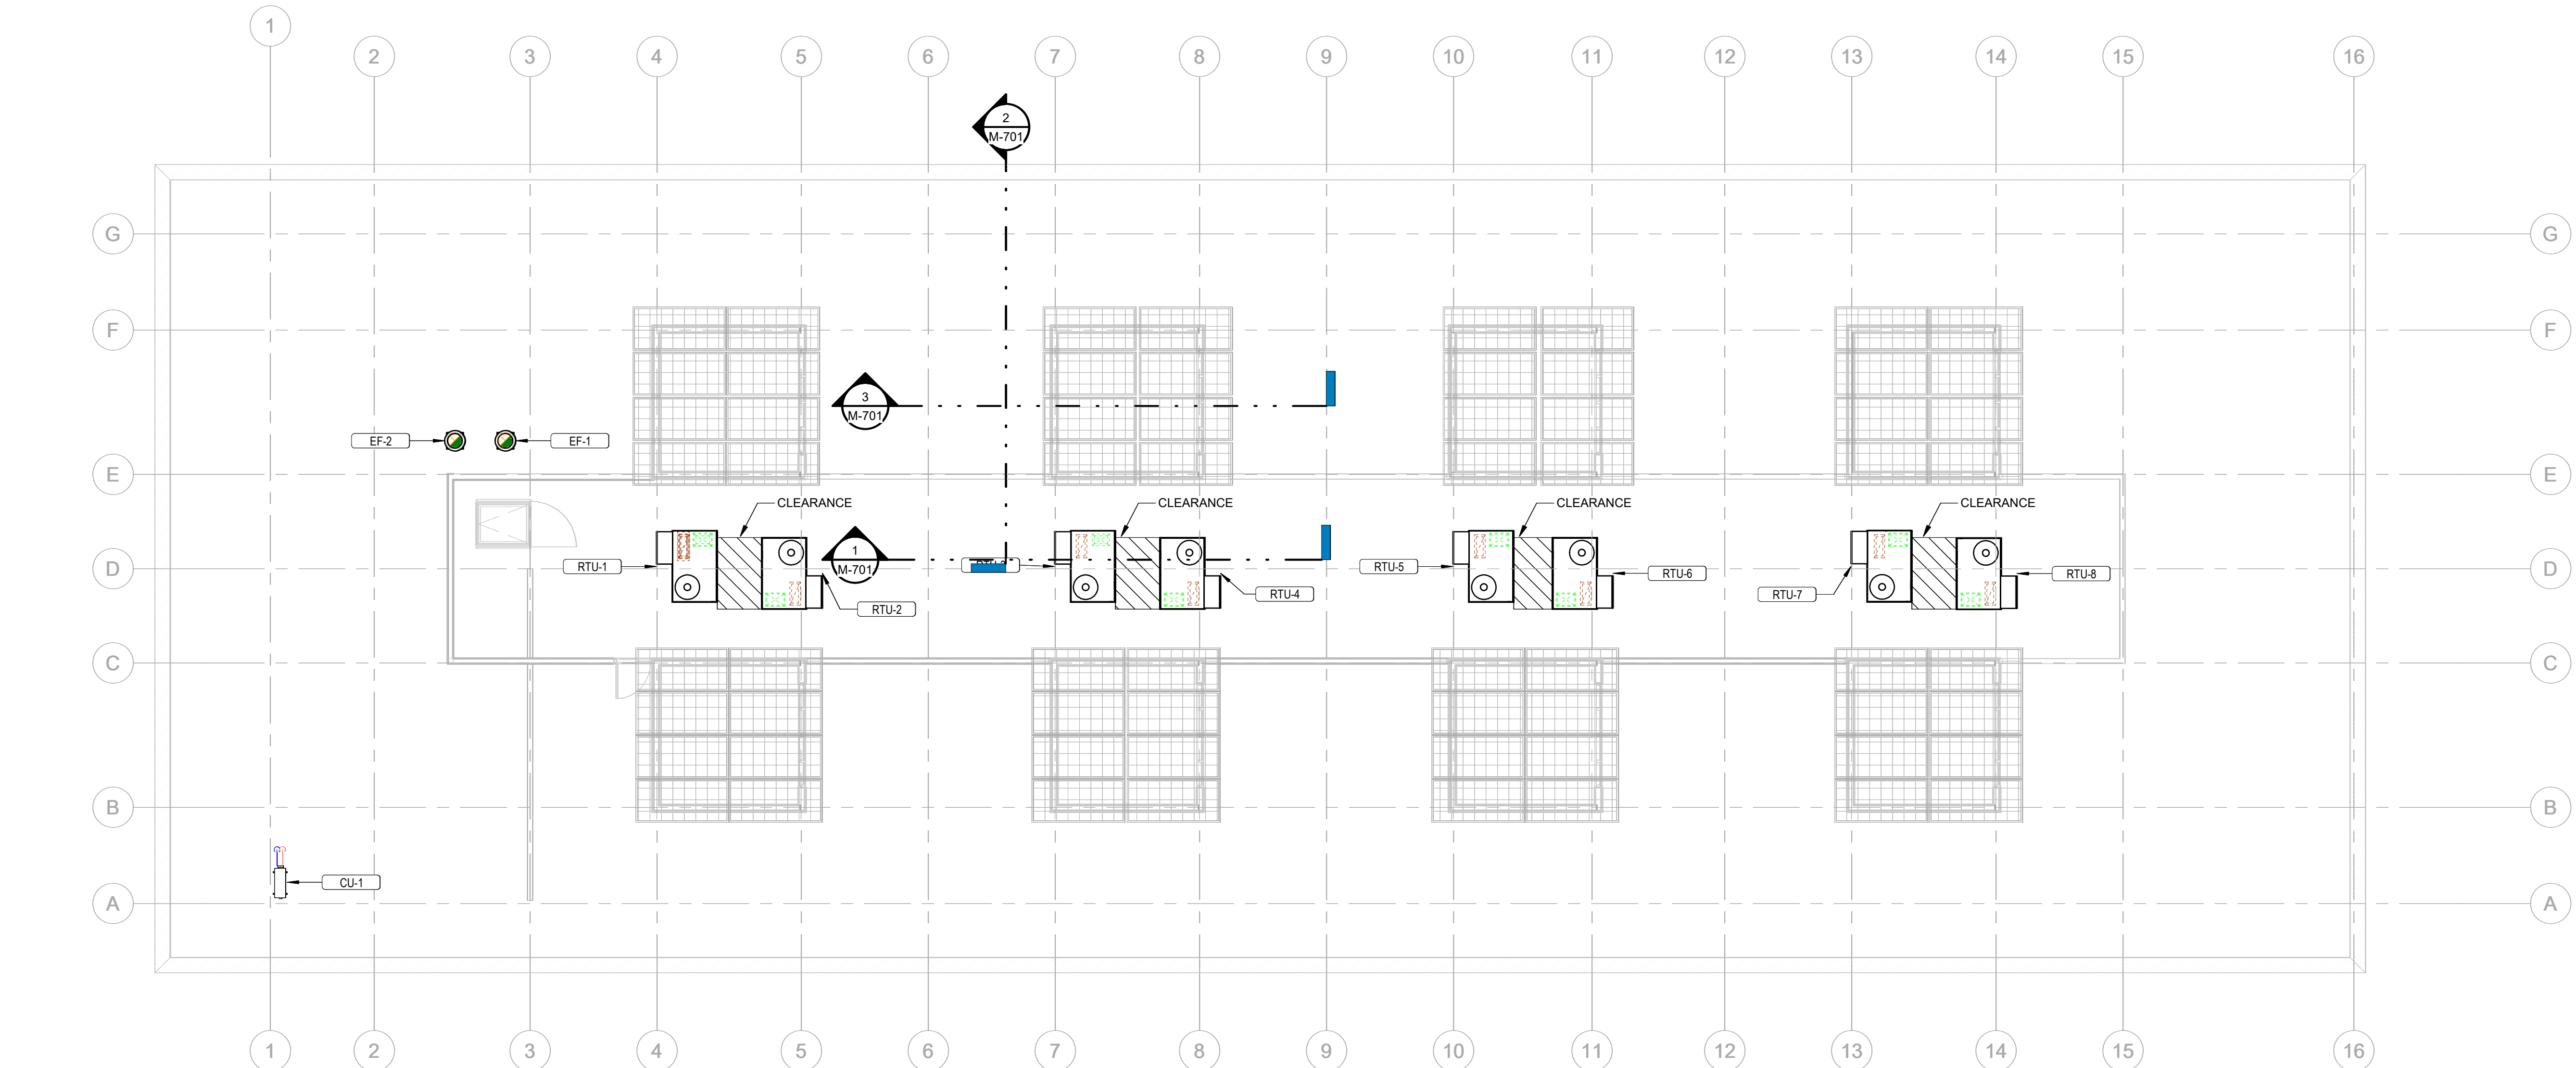 1
2
3
4
5
6
7
8
9
10
11
12
13
14
15
16
2
M-701
G
G
F
F
3
M-701
EF-2
EF-1
E
E
CLEARANCE
CLEARANCE
CLEARANCE
CLEARANCE
1
M-701
D
D
RTU-1
RTU-5
RTU-6
RTU-8
RTU-2
RTU-4
RTU-7
C
C
B
B
CU-1
A
A
1
2
3
4
5
6
7
8
9
10
11
12
13
14
15
16